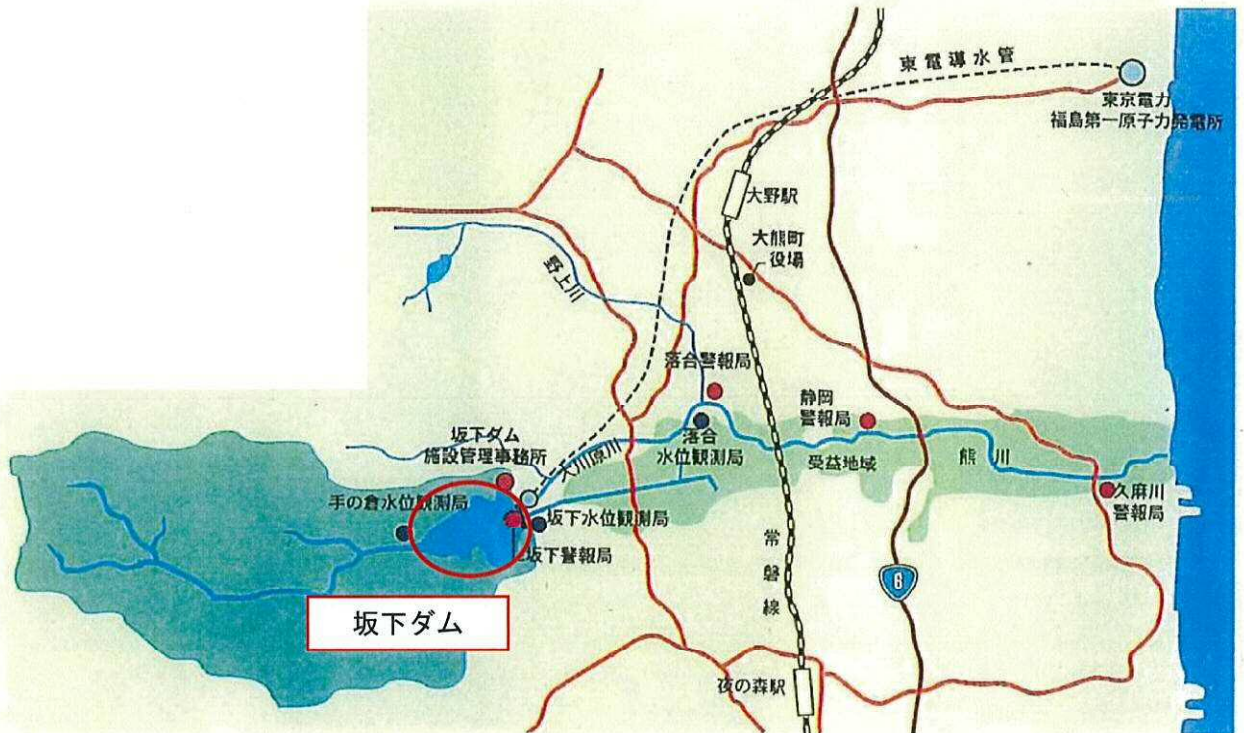 東電導水管
東京電力
福島第一原子力発電所
大野駅
大熊町
役場
野上川
落合警報局
静岡
警報局
坂下ダム
施設管理事務所
大川原川
落合
水位観測局
受益地域
熊川
手の倉水位観測局
久麻川
警報局
坂下水位観測局
坂下警報局
常磐線
6
坂下ダム
夜の森駅